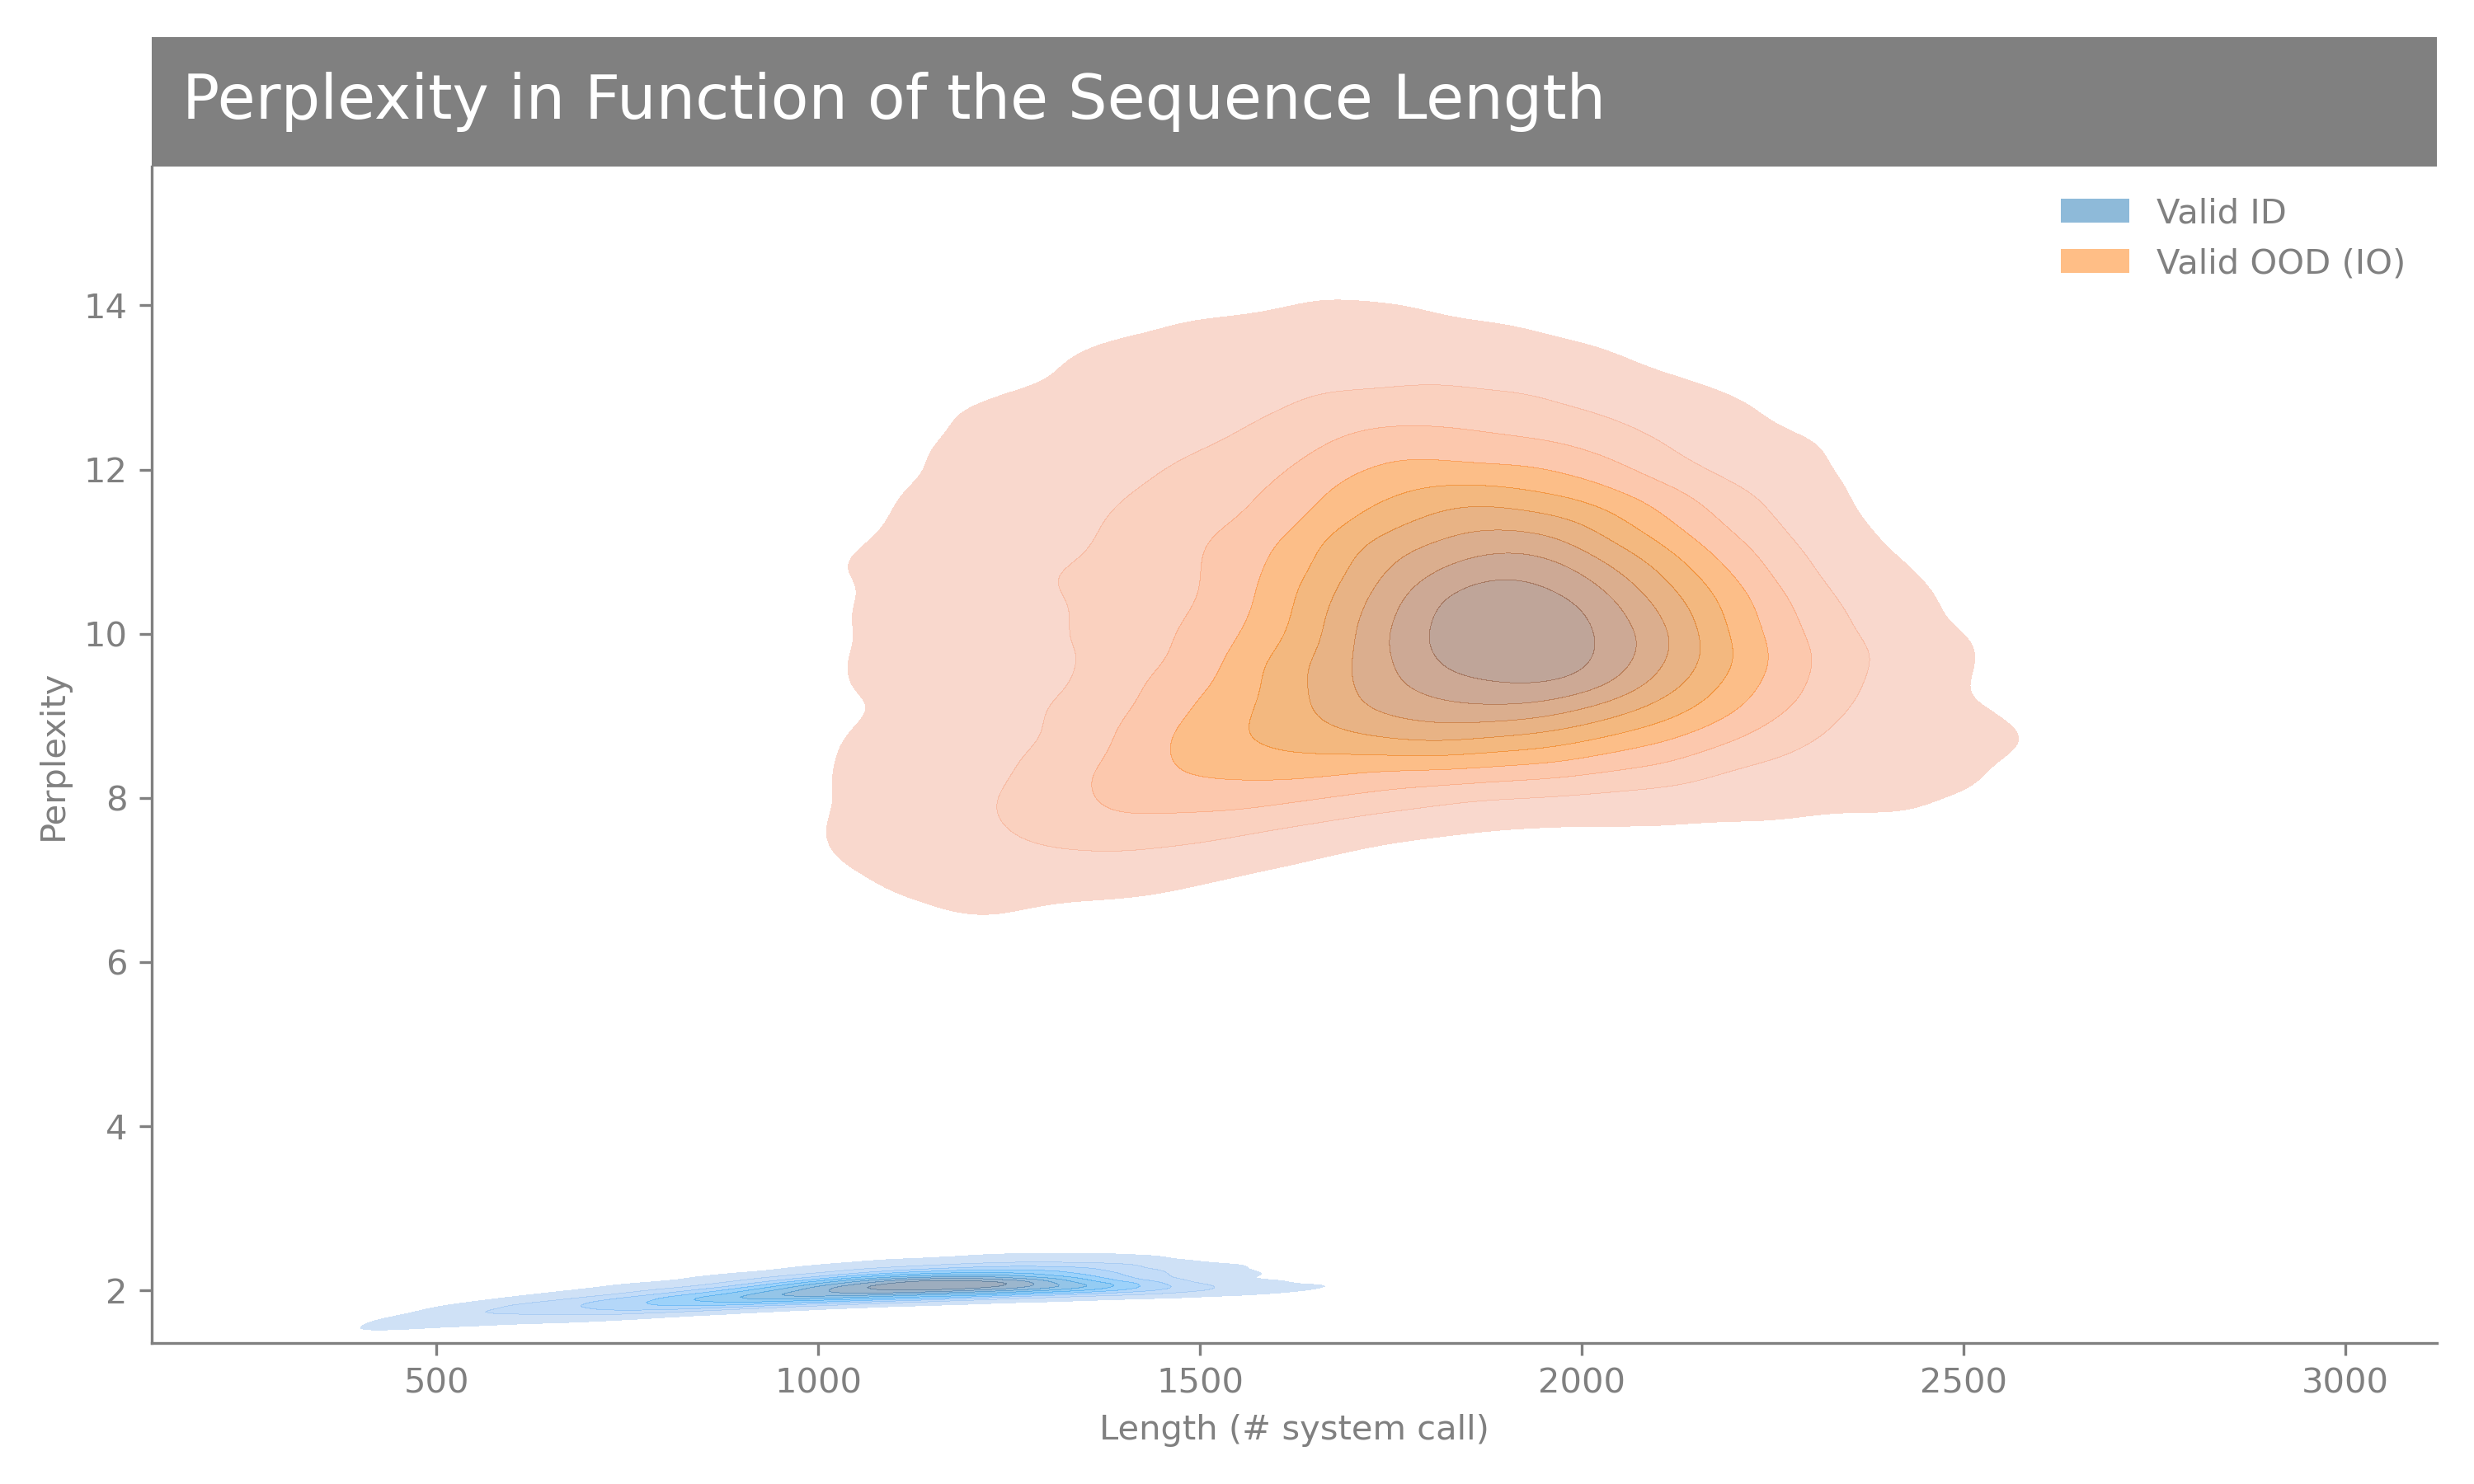 Perplexity in Function of the Sequence Length
Valid ID
Valid OOD (IO)
14
12
10
8
6
4
2
Perplexity
500 1000 1500 2000 2500 3000
Length (# system call)